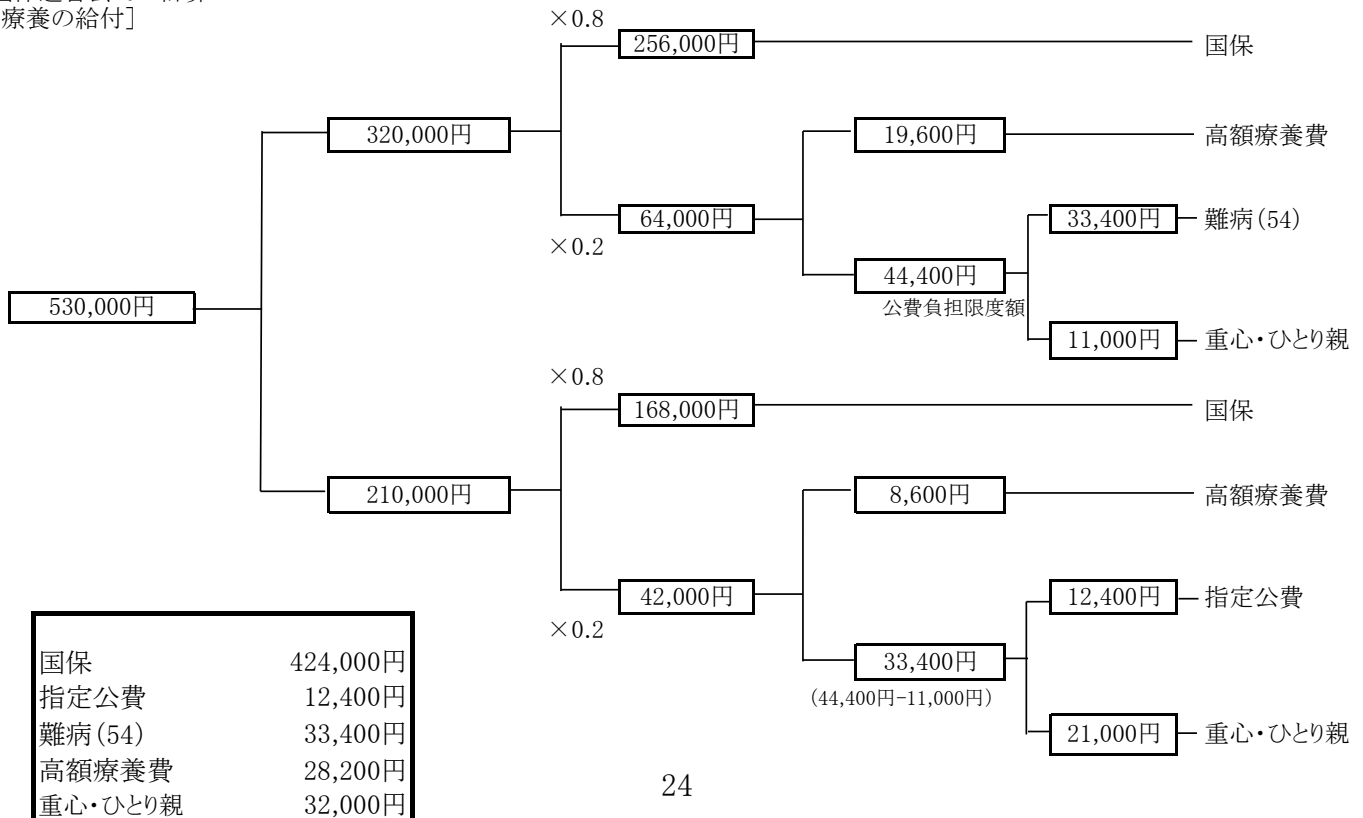 療養の給付]
×0.8
256,000円
国保
320,000円
19,600円
高額療養費
64,000円
33,400円
難病(54)
×0.2
44,400円
公費負担限度額
530,000円
11,000円
重心・ひとり親
×0.8
168,000円
国保
210,000円
8,600円
高額療養費
42,000円
12,400円
指定公費
×0.2
33,400円
(44,400円-11,000円)
21,000円
重心・ひとり親
国保 424,000円
指定公費 12,400円
難病(54) 33,400円
高額療養費 28,200円
重心・ひとり親 32,000円
24